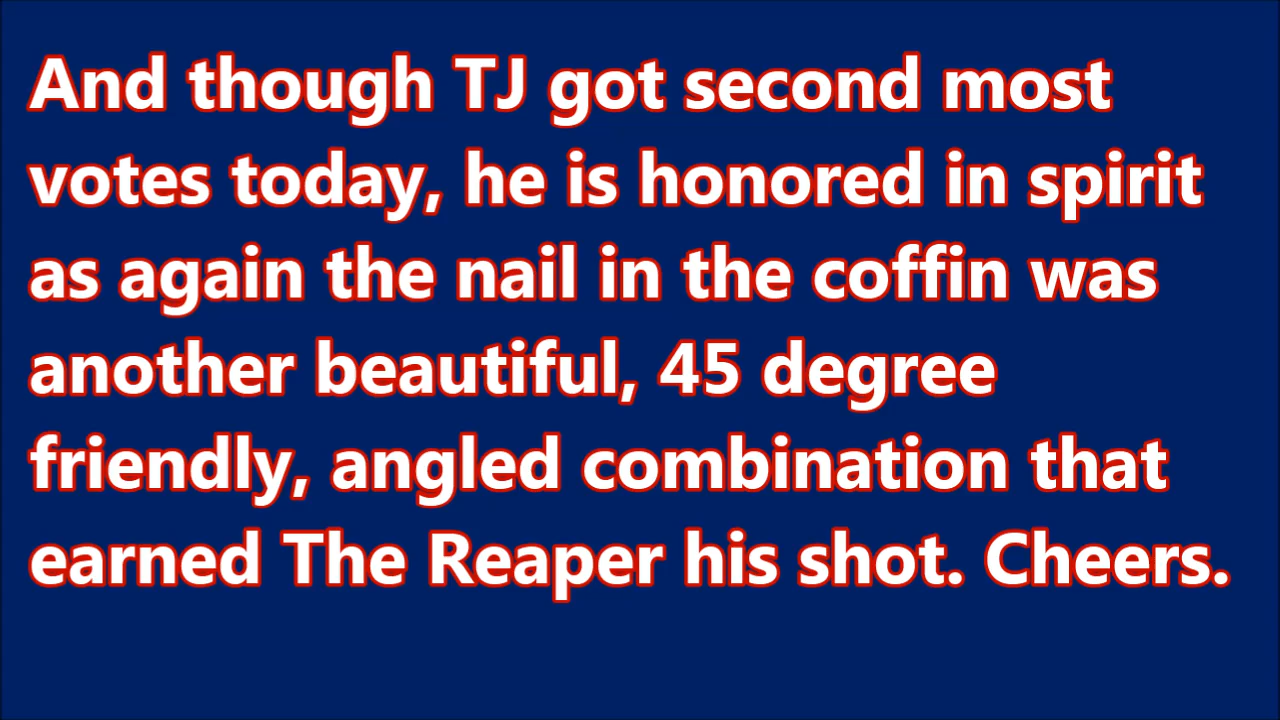 And though TJ got second most
votes today, he is honored in spirit
as again the nail in the coffin was
another beautiful, 45 degree
friendly, angled combination that
earned The Reaper his shot. Cheers.